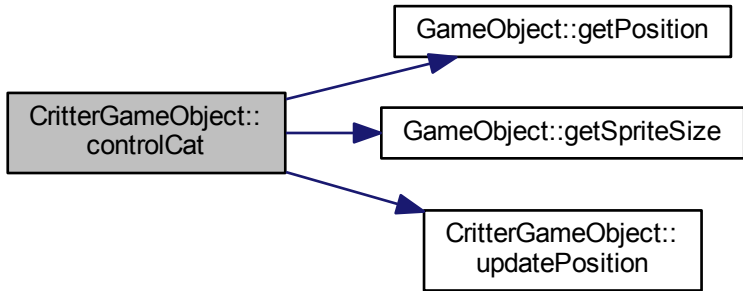 GameObject::getPosition
CritterGameObject::
controlCat
GameObject::getSpriteSize
CritterGameObject::
updatePosition